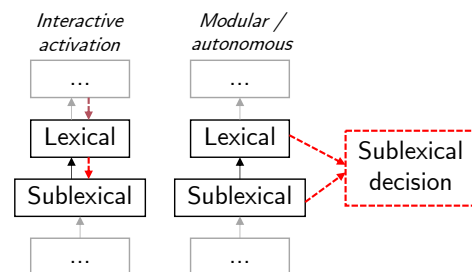 Interactive
activation
...
Lexical
Sublexical
...
Modular /
autonomous
...
Lexical
Sublexical
...
Sublexical
decision